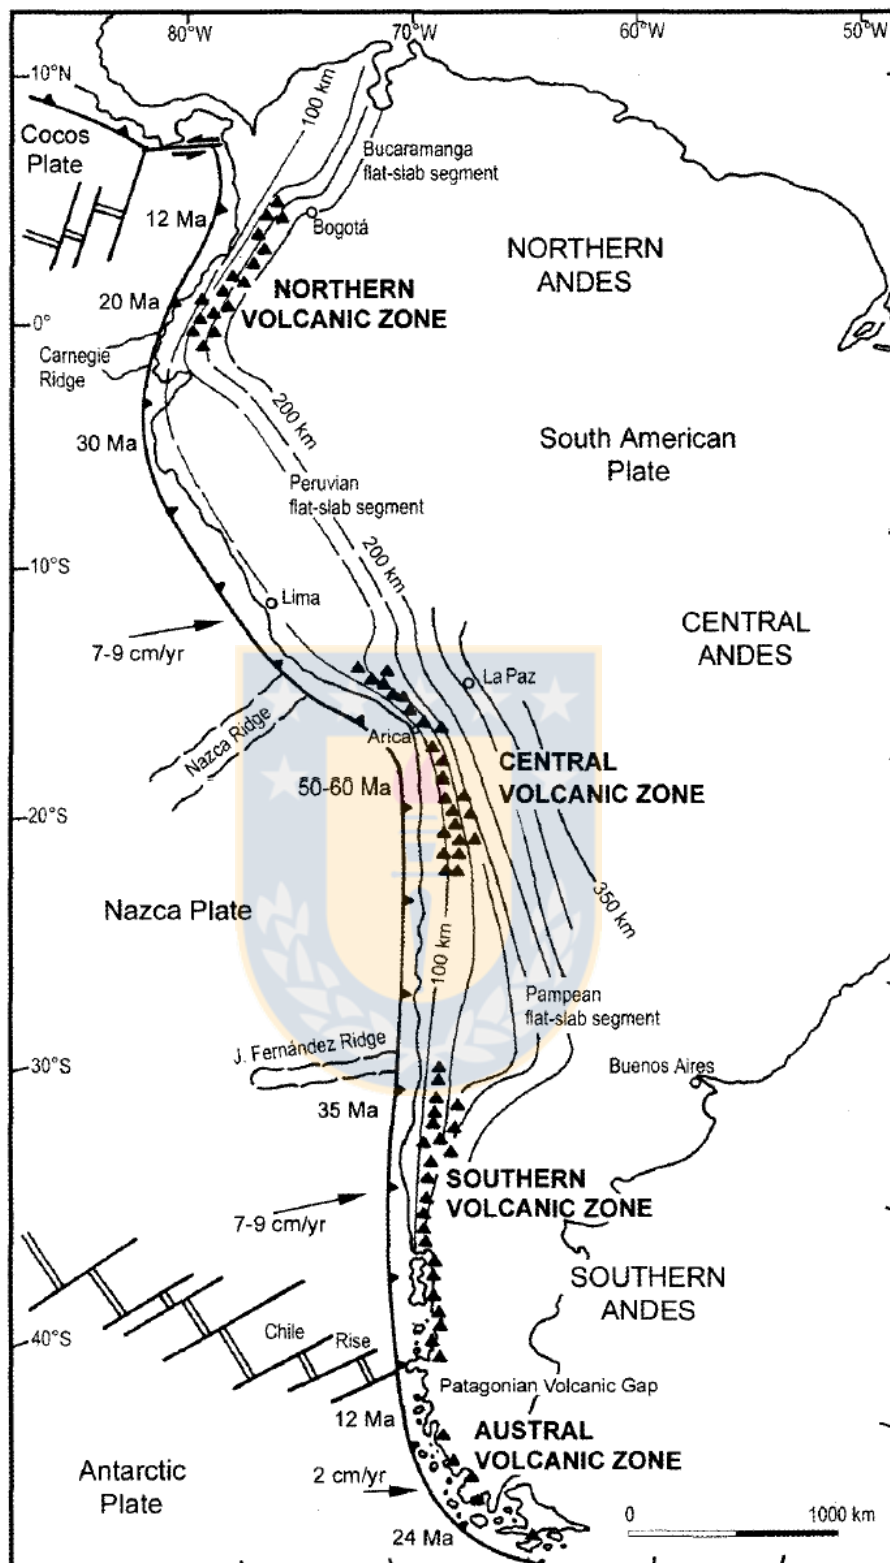 80°W
70°W
60°W
50°W
10°N
100 km
Cocos
Plate
Bucaramanga
flat-slab segment
12 Ma
Bogotá
NORTHERN
ANDES
20 Ma
NORTHERN
VOLCANIC ZONE
0°
Carnegie
Ridge
200 km
30 Ma
South American
Plate
Peruvian
flat-slab segment
200 km
10°S
Lima
7-9 cm/yr
CENTRAL
ANDES
La Paz
Nazca Ridge
Arica
CENTRAL
VOLCANIC ZONE
50-60 Ma
20°S
350 km
Nazca Plate
100 km
Pampean
flat-slab segment
J. Fernández Ridge
30°S
Buenos Aires
35 Ma
SOUTHERN
VOLCANIC ZONE
7-9 cm/yr
SOUTHERN
ANDES
40°S
Chile Rise
Patagonian Volcanic Gap
12 Ma
AUSTRAL
VOLCANIC ZONE
Antarctic
Plate
2 cm/yr
0 1000 km
24 Ma